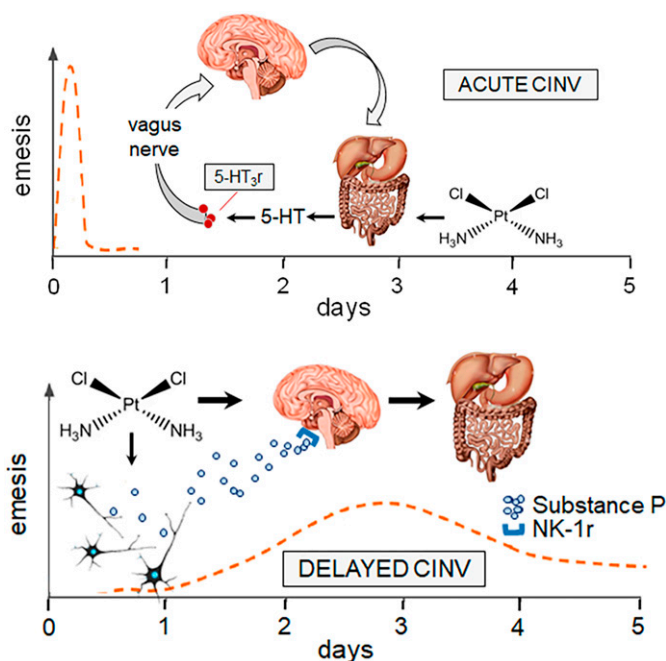 emesis
ACUTE CINV
vagus
nerve
5-HT₃r
5-HT
Cl Cl
Pt
H₃N NH₃
0 1 2 3 4 5
days
emesis
Cl Cl
Pt
H₃N NH₃
Substance P
NK-1r
DELAYED CINV
0 1 2 3 4 5
days